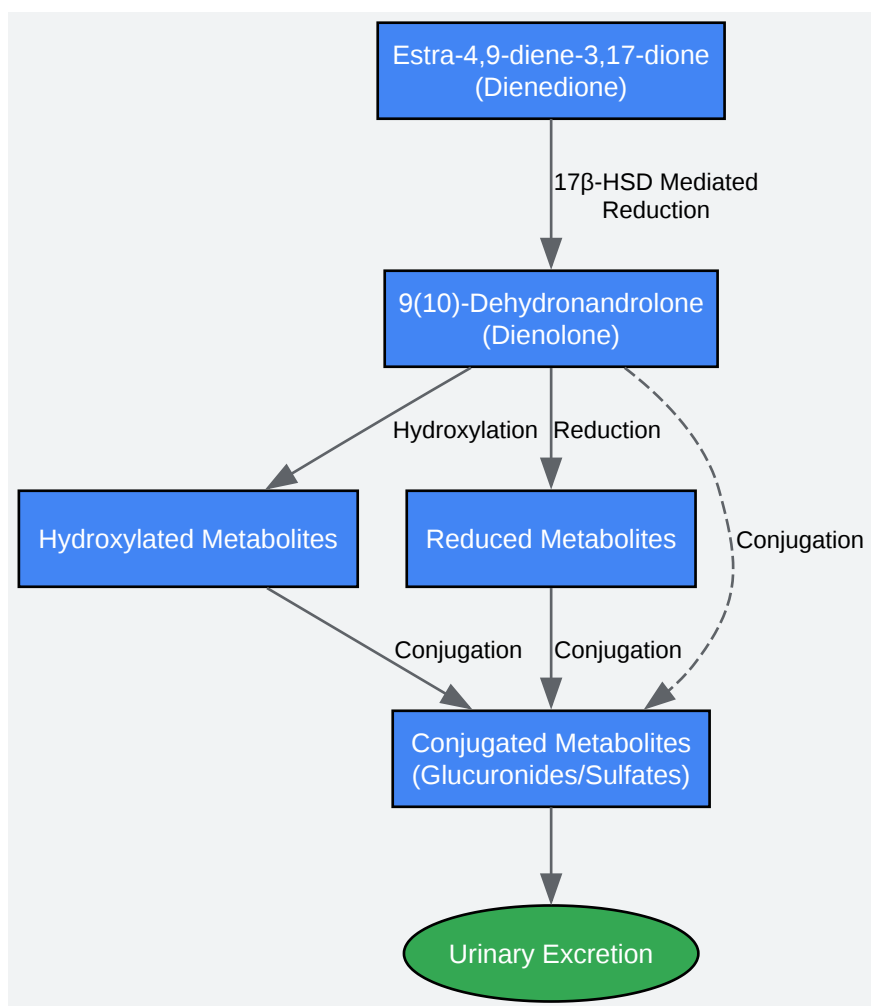 Estra-4,9-diene-3,17-dione
(Dienedione)
17β-HSD Mediated
Reduction
9(10)-Dehydronandrolone
(Dienolone)
Hydroxylation
Reduction
Hydroxylated Metabolites
Reduced Metabolites
Conjugation
Conjugation
Conjugation
Conjugated Metabolites
(Glucuronides/Sulfates)
Urinary Excretion